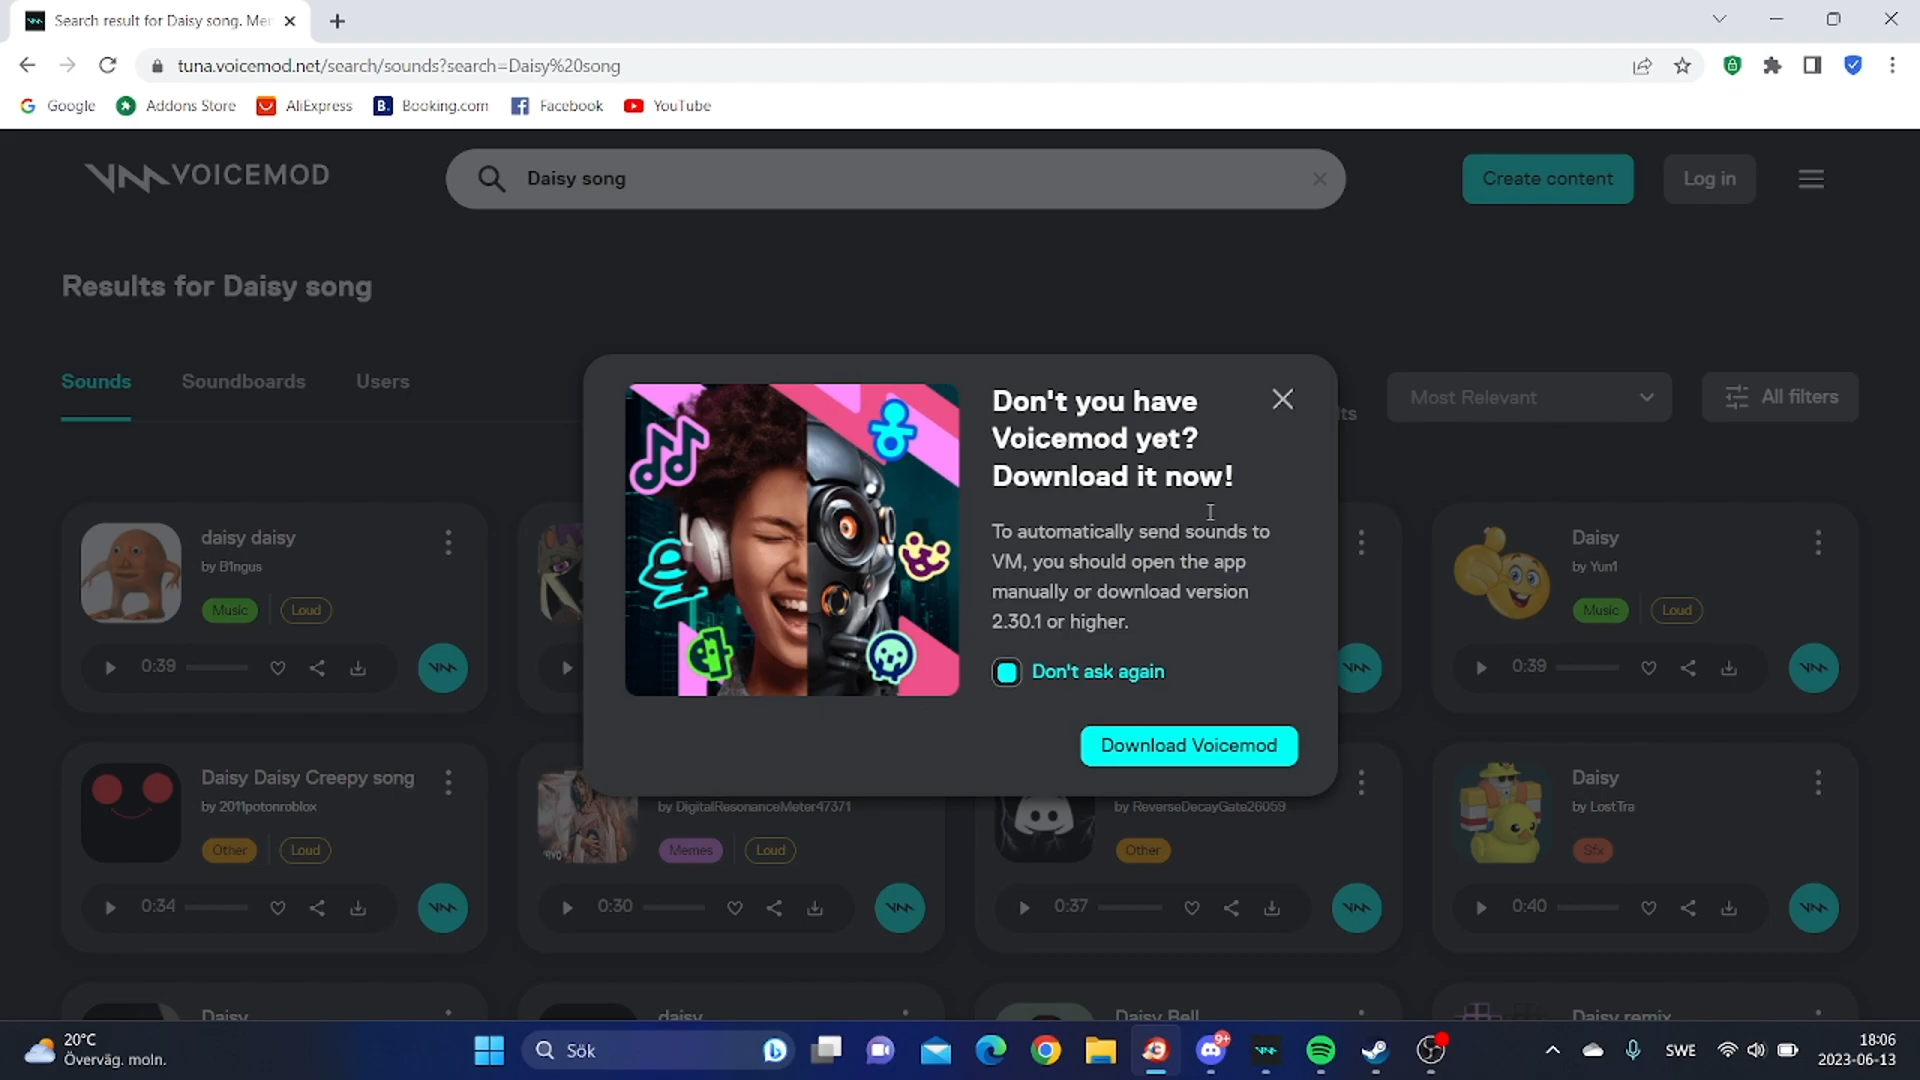 Search result for Daisy song. Mer
tuna.voicemod.net/search/sounds?search=Daisy%20song
Google
Addons Store
AliExpress
B.
Booking.com
Facebook
YouTube
VOICEMOD
Daisy song
Create content
Log in
Results for Daisy song
Sounds
Soundboards
Users
lts
Most Relevant
All filters
Don't you have
Voicemod yet?
Download it now!
To automatically send sounds to
VM, you should open the app
manually or download version
2.30.1 or higher.
Don't ask again
Download Voicemod
daisy daisy
by B1ngus
Music
Loud
0:39
Daisy
by Yun1
Music
Loud
0:39
Daisy Daisy Creepy song
by 2011potonroblox
Other
Loud
0:34
by DigitalResonanceMeter47371
Memes
Loud
0:30
by ReverseDecayGate26059
Other
0:37
Daisy
by LostTra
Sfx
0:40
Daisy
daisy
Daisy Bell
Daisy remix
20°C
Överväg. moln.
Sök
9+
SWE
18:06
2023-06-13